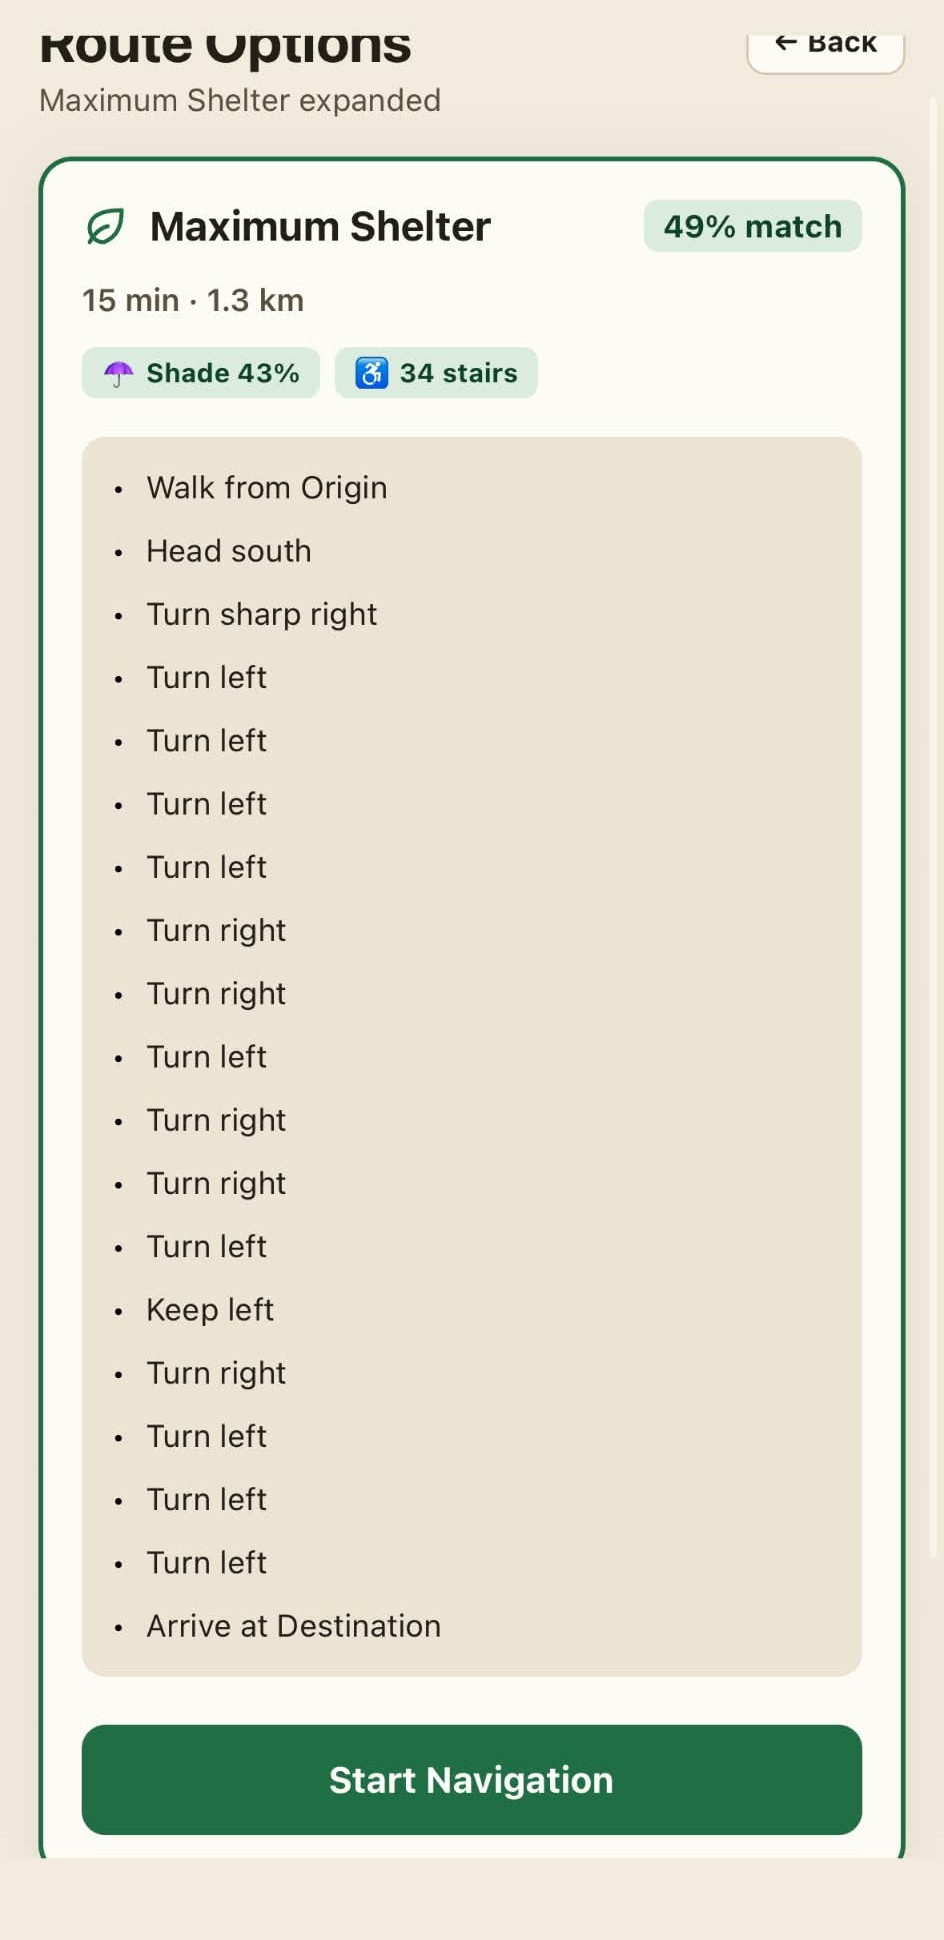 Route Options
← Back
Maximum Shelter expanded
Maximum Shelter
49% match
15 min · 1.3 km
Shade 43%
34 stairs
• Walk from Origin
• Head south
• Turn sharp right
• Turn left
• Turn left
• Turn left
• Turn left
• Turn right
• Turn right
• Turn left
• Turn right
• Turn right
• Turn left
• Keep left
• Turn right
• Turn left
• Turn left
• Turn left
• Arrive at Destination
Start Navigation